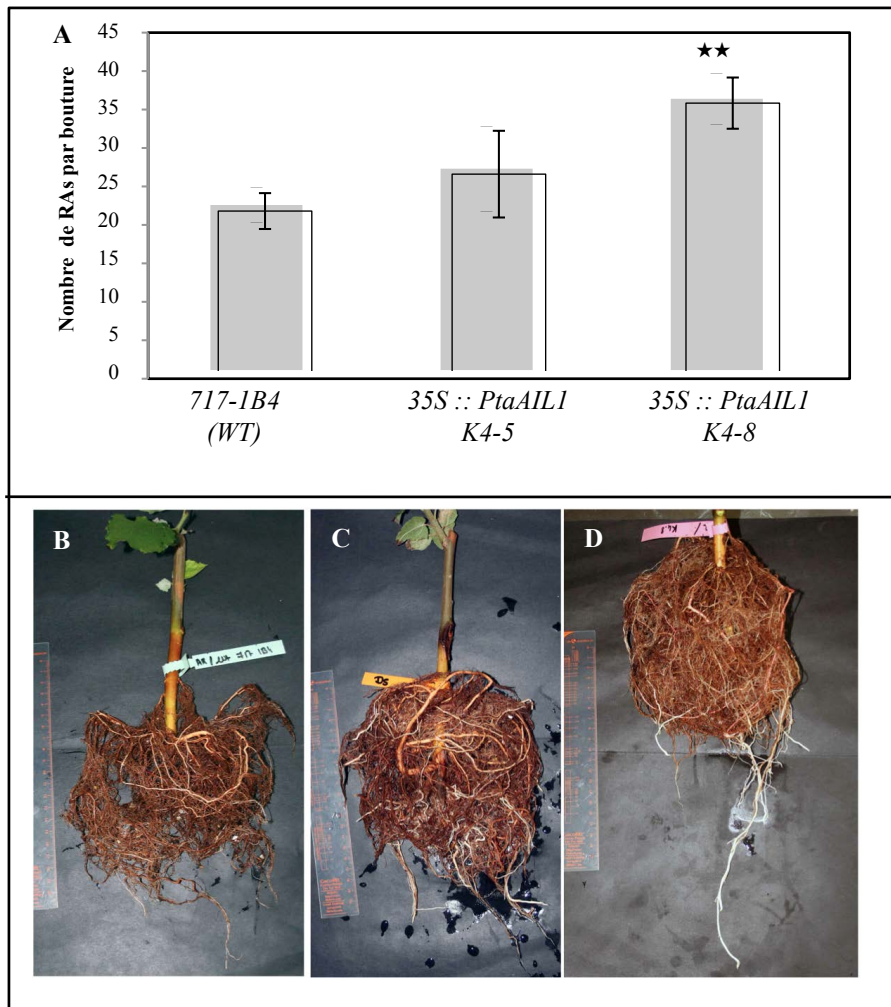 A
★★
Nombre de RAs par bouture
45
40
35
30
25
20
15
10
5
0
717-1B4
(WT)
35S :: PtaAIL1
K4-5
35S :: PtaAIL1
K4-8
B
C
D